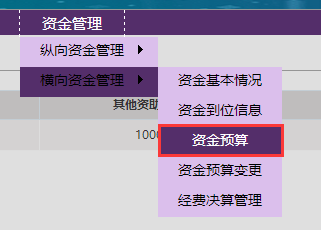 资金管理
纵向资金管理
横向资金管理
其他资助
资金基本情况
资金到位信息
1000
资金预算
资金预算变更
经费决算管理